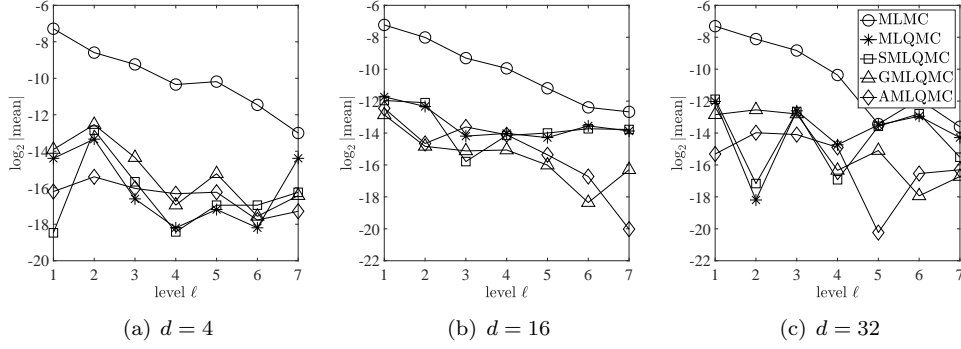 -6
-8
-10
-12
-14
-16
-18
-20
log₂ |mean|
1 2 3 4 5 6 7
level ℓ
(a) d = 4
-6
-8
-10
-12
-14
-16
-18
-20
-22
log₂ |mean|
1 2 3 4 5 6 7
level ℓ
(b) d = 16
-6
-8
-10
-12
-14
-16
-18
-20
-22
log₂ |mean|
1 2 3 4 5 6 7
level ℓ
MLMC
MLQMC
SMLQMC
GMLQMC
AMLQMC
(c) d = 32